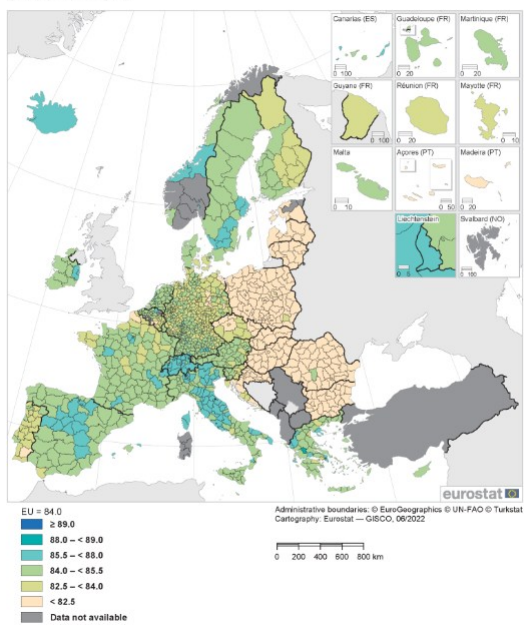 Canarias (ES)
Guadeloupe (FR)
Martinique (FR)
0 100
0 20
0 20
Guyane (FR)
Réunion (FR)
Mayotte (FR)
0 100
0 20
0 10
Malta
Açores (PT)
Madeira (PT)
0 10
0 50
0 20
Liechtenstein
Svalbard (NO)
0 100
eurostat
EU = 84.0
≥ 89.0
88.0 – < 89.0
85.5 – < 88.0
84.0 – < 85.5
82.5 – < 84.0
< 82.5
Data not available
Administrative boundaries: © EuroGeographics © UN-FAO © Turkstat
Cartography: Eurostat — GISCO, 06/2022
0 200 400 600 800 km